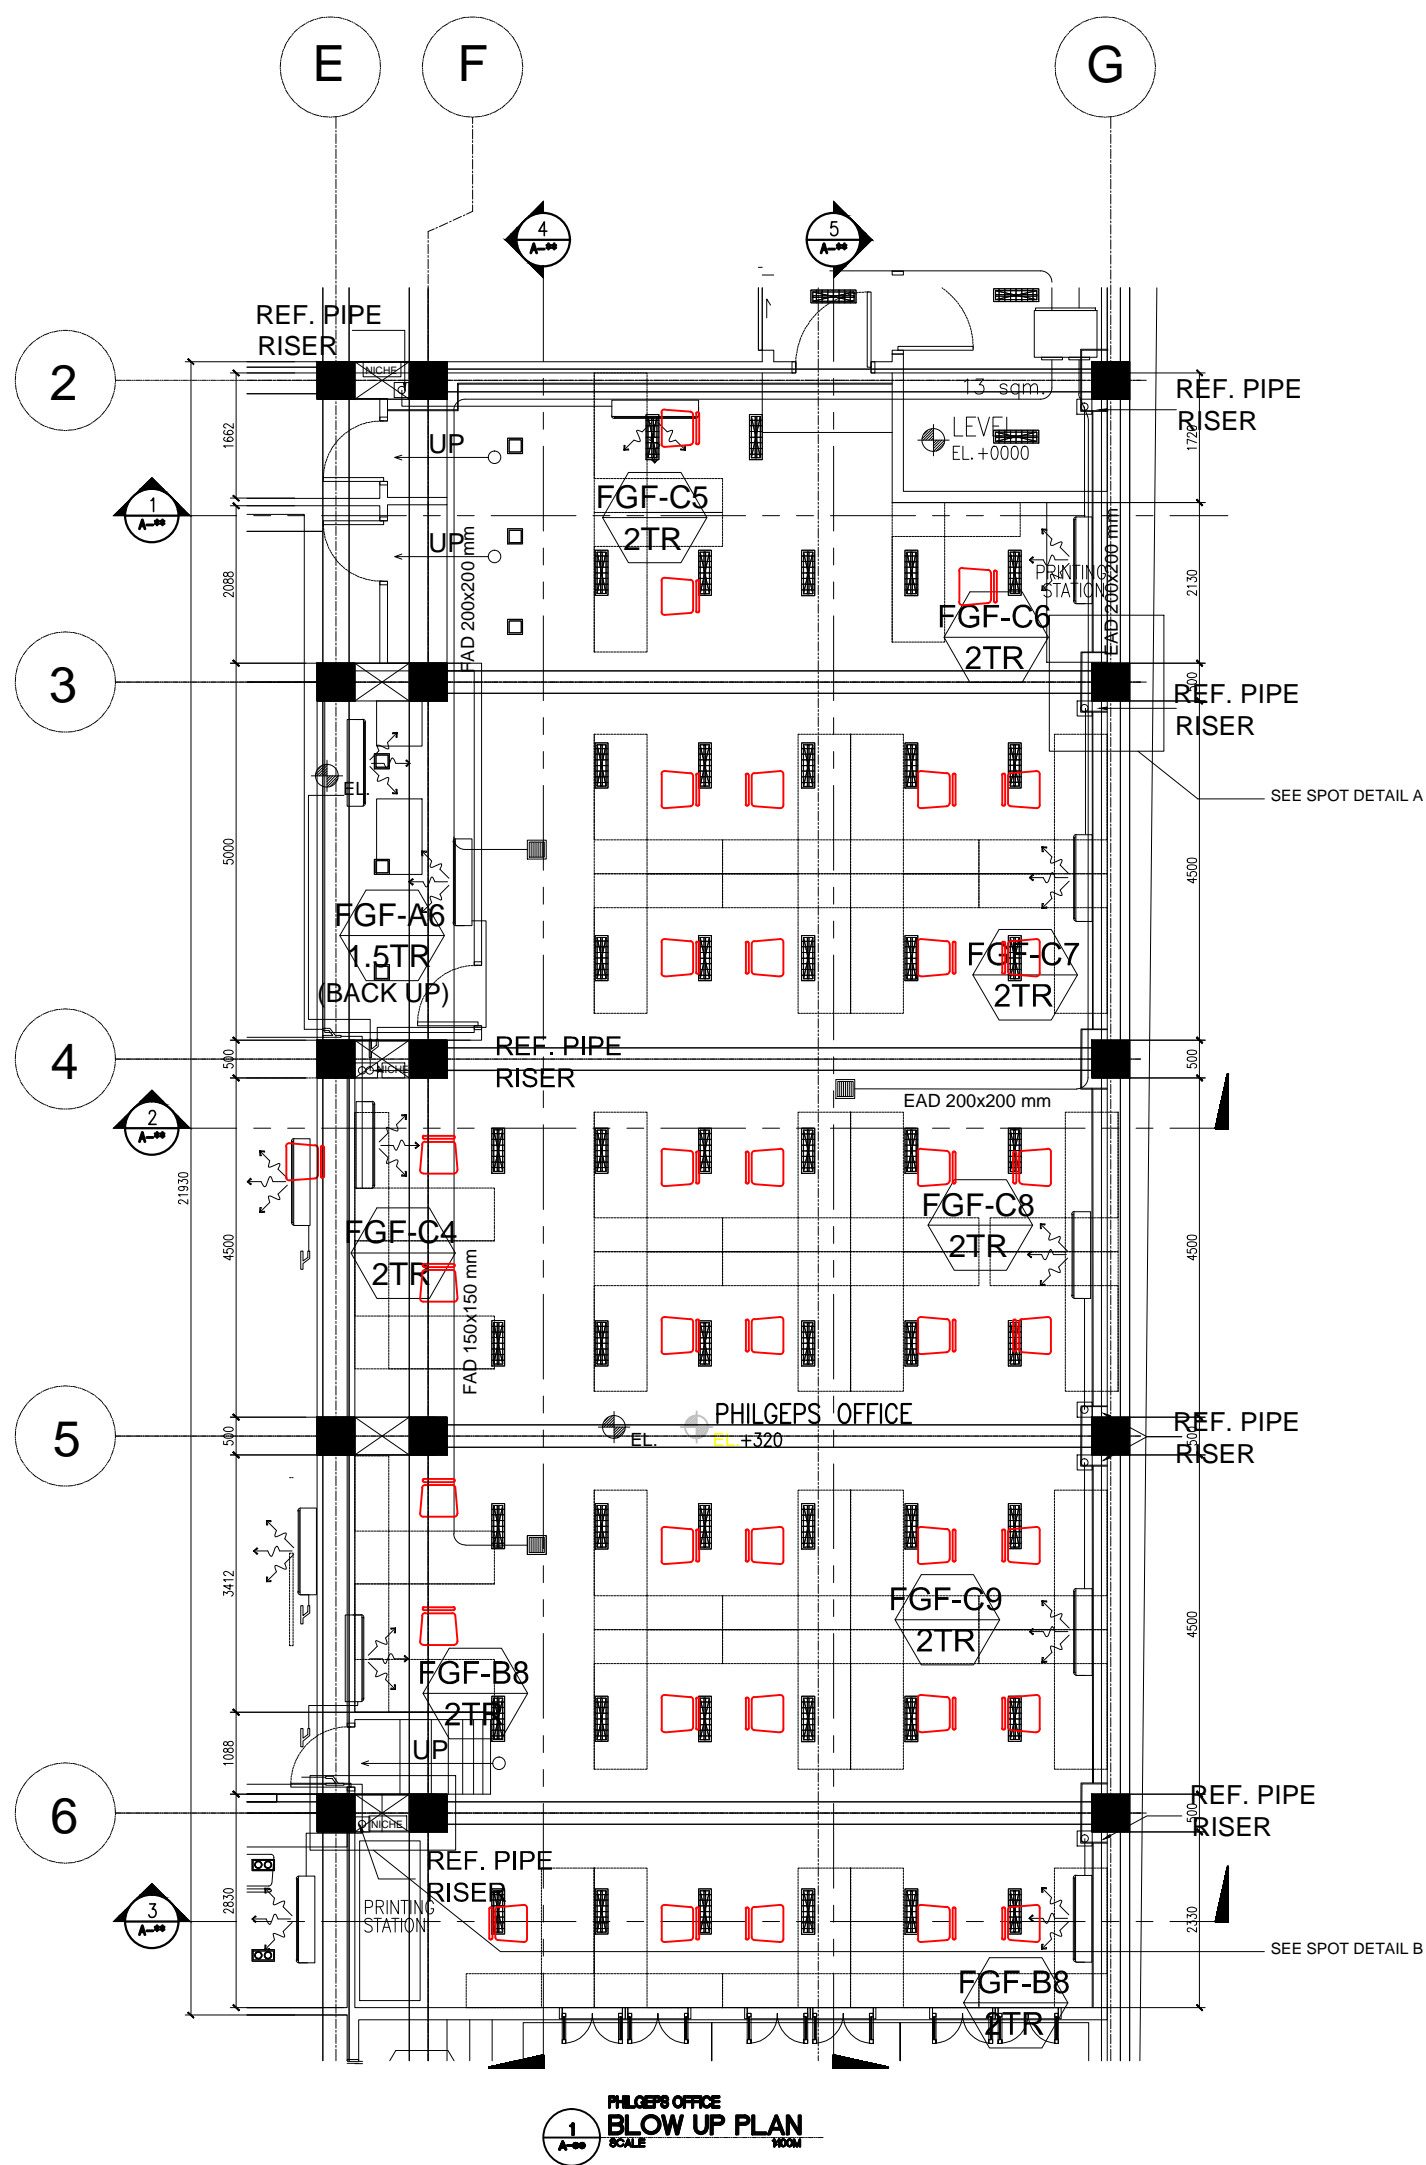 E
F
G
4
A-**
5
A-**
REF. PIPE
RISER
2
NICHE
13 sqm.
REF. PIPE
RISER
1662
UP
LEVEL
EL.+0000
1720
1
A-**
FGF-C5
2TR
UP
FAD 200x200 mm
EAD 200x200 mm
PRINTING
STATION
2088
2130
FGF-C6
2TR
3
500
REF. PIPE
RISER
EL.
SEE SPOT DETAIL A
5000
4500
FGF-A6
1.5TR
(BACK UP)
FGF-C7
2TR
4
500
NICHE
REF. PIPE
RISER
500
EAD 200x200 mm
2
A-**
21930
4500
FGF-C4
2TR
FAD 150x150 mm
FGF-C8
2TR
4500
5
500
PHILGEPS OFFICE
EL.
EL.+320
REF. PIPE
RISER
500
3412
FGF-C9
2TR
4500
FGF-B8
2TR
1088
UP
6
NICHE
500
REF. PIPE
RISER
REF. PIPE
RISER
2830
3
A-**
PRINTING
STATION
2330
SEE SPOT DETAIL B
FGF-B8
2TR
PHILGEPS OFFICE
1
BLOW UP PLAN
SCALE